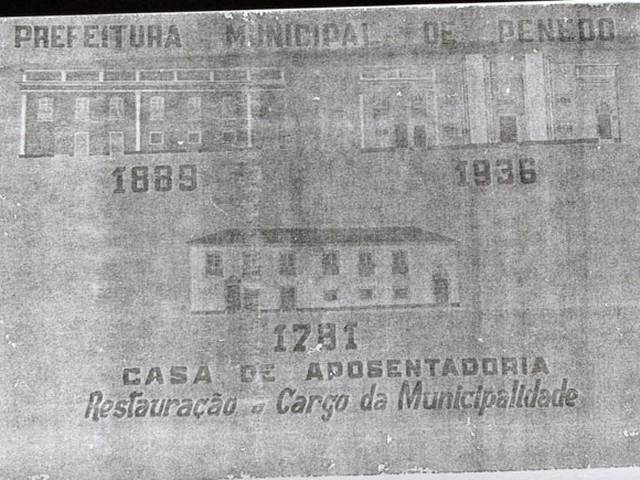 PREFEITURA MUNICIPAL DE PENEDO
1889 1936
1781
CASA DE APOSENTADORIA
Restauração a Cargo da Municipalidade